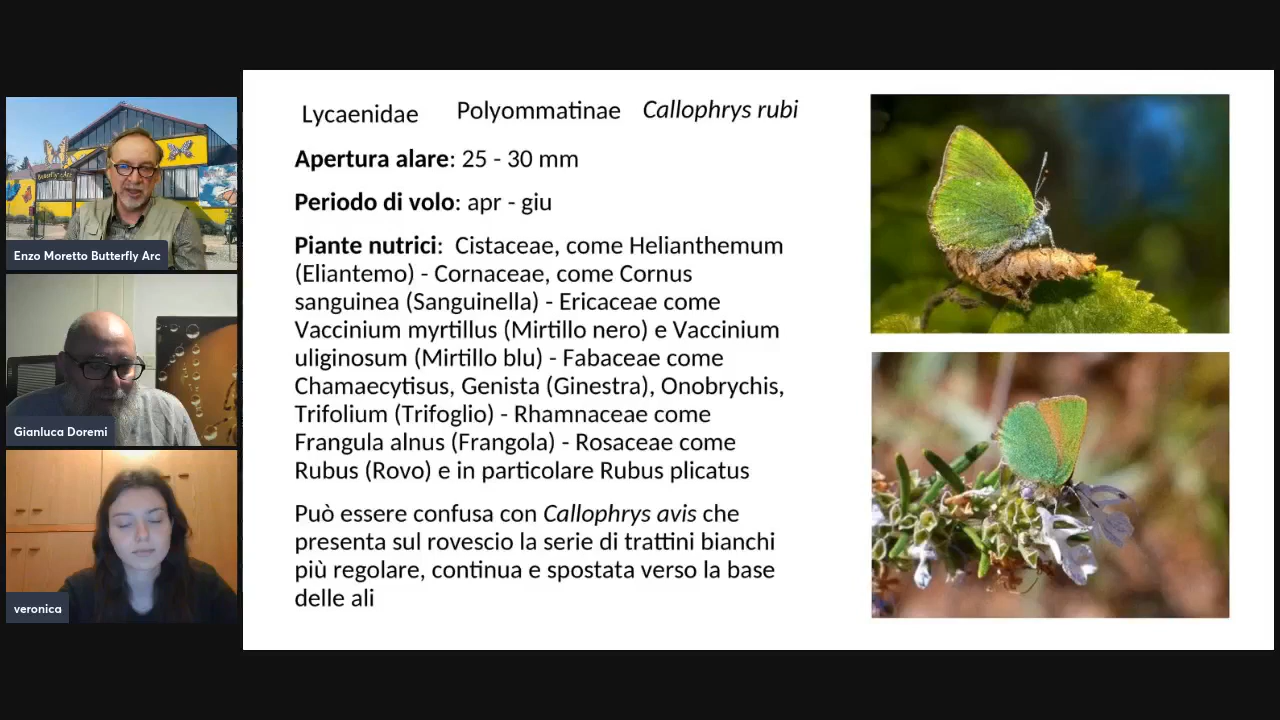 Lycaenidae Polyommatinae Callophrys rubi
Apertura alare: 25 - 30 mm
Periodo di volo: apr - giu
Piante nutrici: Cistaceae, come Helianthemum
(Eliantemo) - Cornaceae, come Cornus
sanguinea (Sanguinella) - Ericaceae come
Vaccinium myrtillus (Mirtillo nero) e Vaccinium
uliginosum (Mirtillo blu) - Fabaceae come
Chamaecytisus, Genista (Ginestra), Onobrychis,
Trifolium (Trifoglio) - Rhamnaceae come
Frangula alnus (Frangola) - Rosaceae come
Rubus (Rovo) e in particolare Rubus plicatus
Può essere confusa con Callophrys avis che
presenta sul rovescio la serie di trattini bianchi
più regolare, continua e spostata verso la base
delle ali
Butterfly Arc
Enzo Moretto Butterfly Arc
Gianluca Doremi
veronica